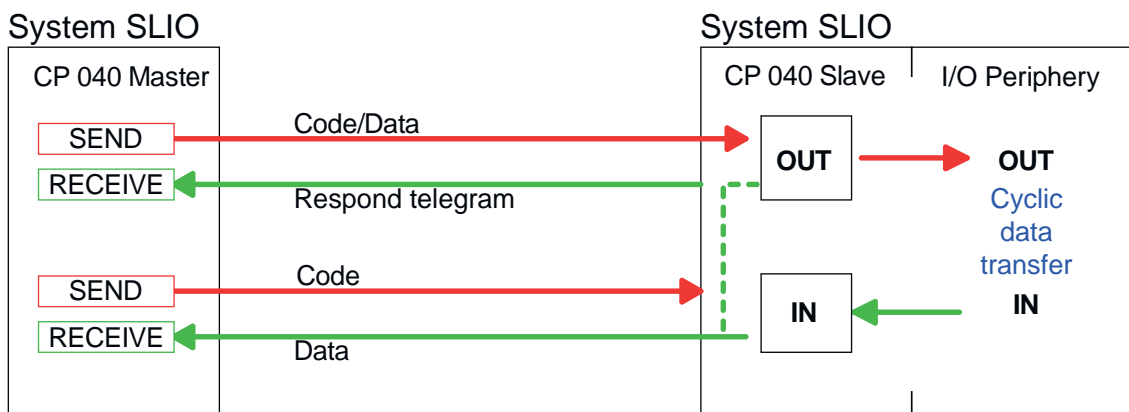 System SLIO
System SLIO
CP 040 Master
CP 040 Slave
I/O Periphery
SEND
Code/Data
OUT
OUT
RECEIVE
Respond telegram
Cyclic
data
transfer
SEND
Code
IN
IN
RECEIVE
Data